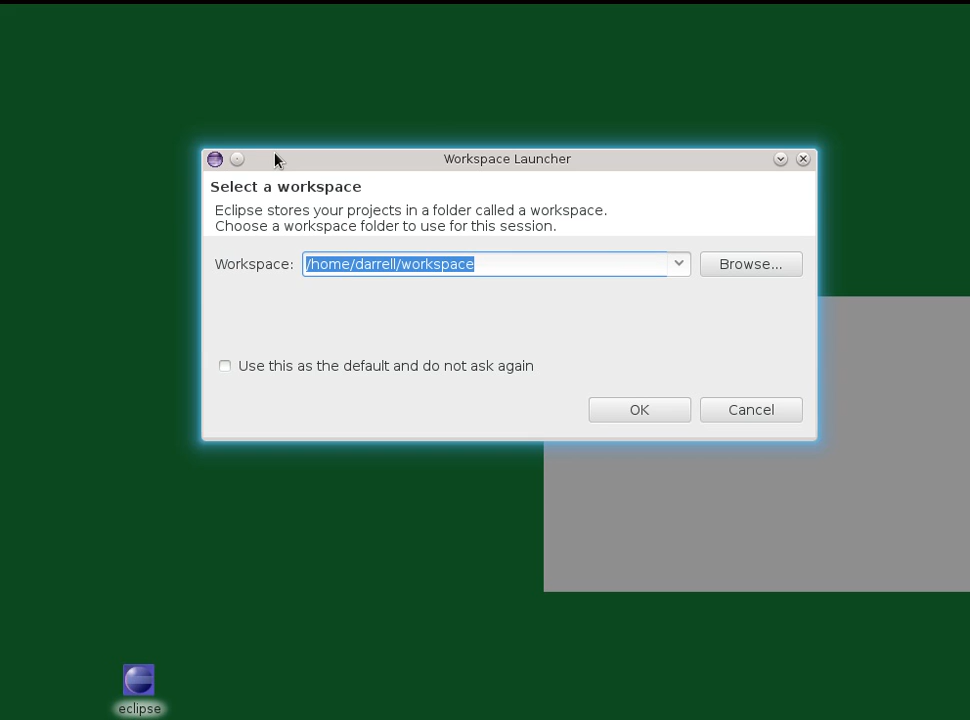 Workspace Launcher
Select a workspace
Eclipse stores your projects in a folder called a workspace.
Choose a workspace folder to use for this session.
Workspace: /home/darrell/workspace Browse...
Use this as the default and do not ask again
OK Cancel
eclipse